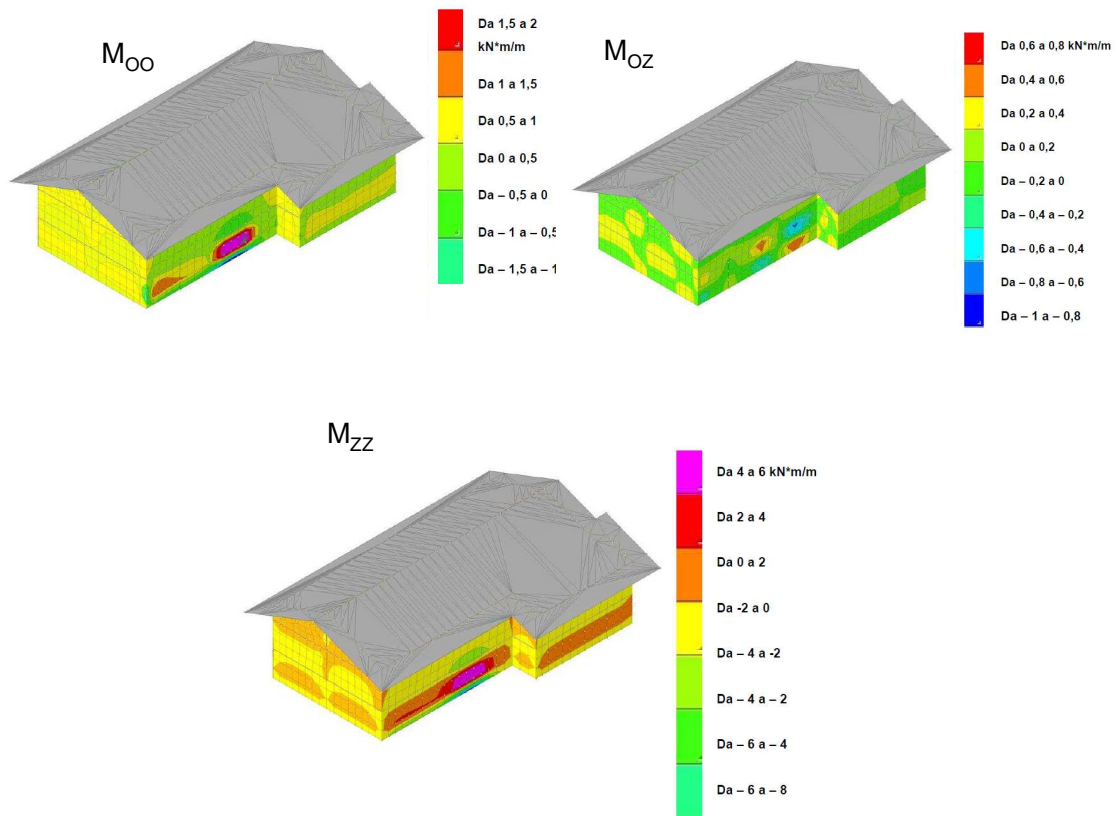 M_OO
Da 1,5 a 2
kN*m/m
Da 1 a 1,5
Da 0,5 a 1
Da 0 a 0,5
Da – 0,5 a 0
Da – 1 a – 0,5
Da – 1,5 a – 1
M_OZ
Da 0,6 a 0,8 kN*m/m
Da 0,4 a 0,6
Da 0,2 a 0,4
Da 0 a 0,2
Da – 0,2 a 0
Da – 0,4 a – 0,2
Da – 0,6 a – 0,4
Da – 0,8 a – 0,6
Da – 1 a – 0,8
M_ZZ
Da 4 a 6 kN*m/m
Da 2 a 4
Da 0 a 2
Da -2 a 0
Da – 4 a -2
Da – 4 a – 2
Da – 6 a – 4
Da – 6 a – 8